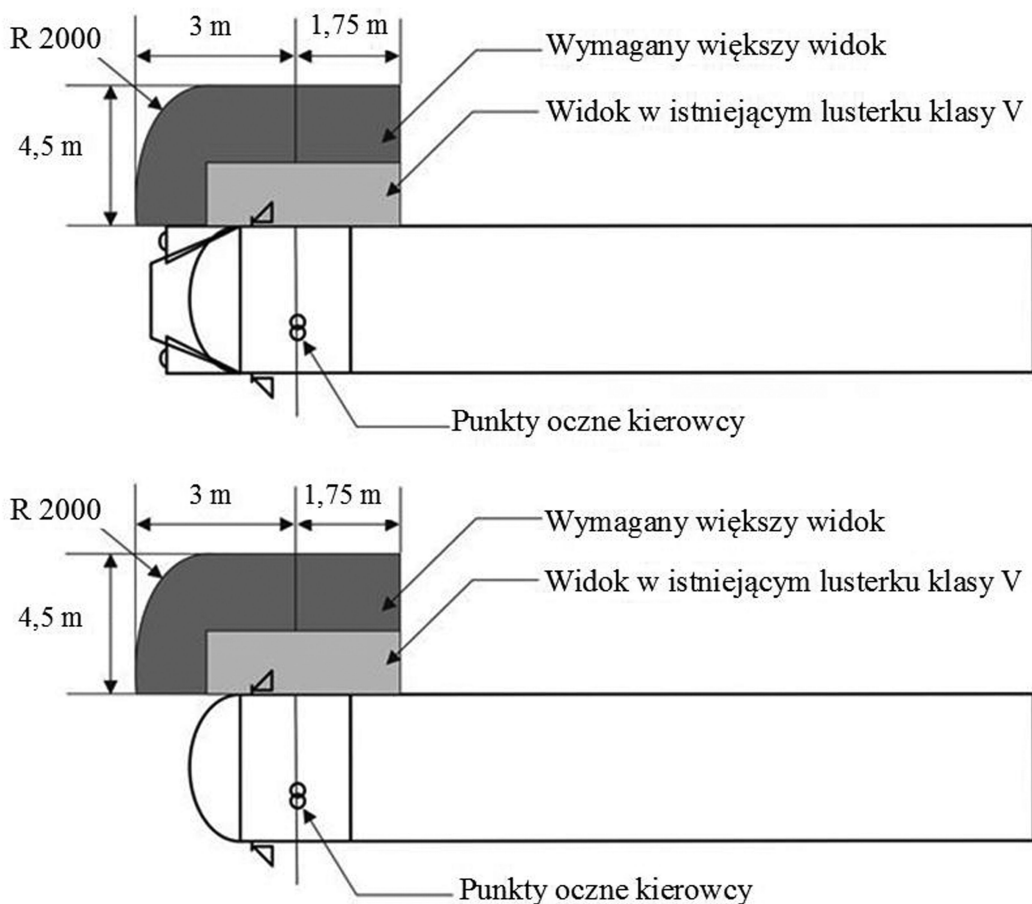 R 2000
3 m
1,75 m
Wymagany większy widok
Widok w istniejącym lusterku klasy V
4,5 m
Punkty oczne kierowcy
R 2000
3 m
1,75 m
Wymagany większy widok
Widok w istniejącym lusterku klasy V
4,5 m
Punkty oczne kierowcy